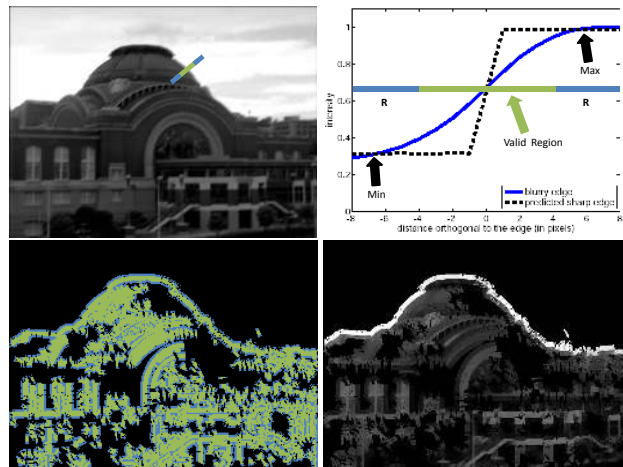 1
0.8
0.6
0.4
0.2
0
intensity
Max
R
R
Valid Region
Min
blurry edge
predicted sharp edge
-8 -6 -4 -2 0 2 4 6 8
distance orthogonal to the edge (in pixels)